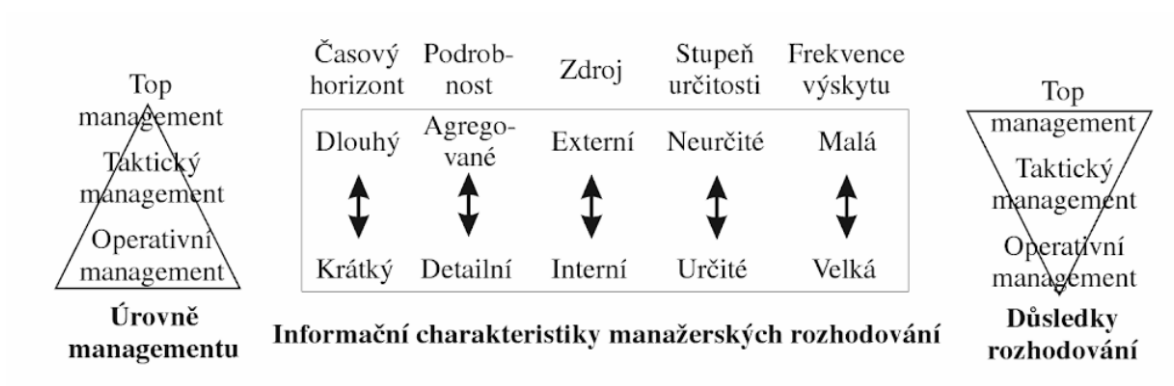 Top
management
Taktický
management
Operativní
management
Úrovně
managementu
Časový
horizont
Podrob-
nost
Zdroj
Stupeň
určitosti
Frekvence
výskytu
Dlouhý
Agrego-
vané
Externí
Neurčité
Malá
Krátký
Detailní
Interní
Určité
Velká
Informační charakteristiky manažerských rozhodování
Top
management
Taktický
management
Operativní
management
Důsledky
rozhodování